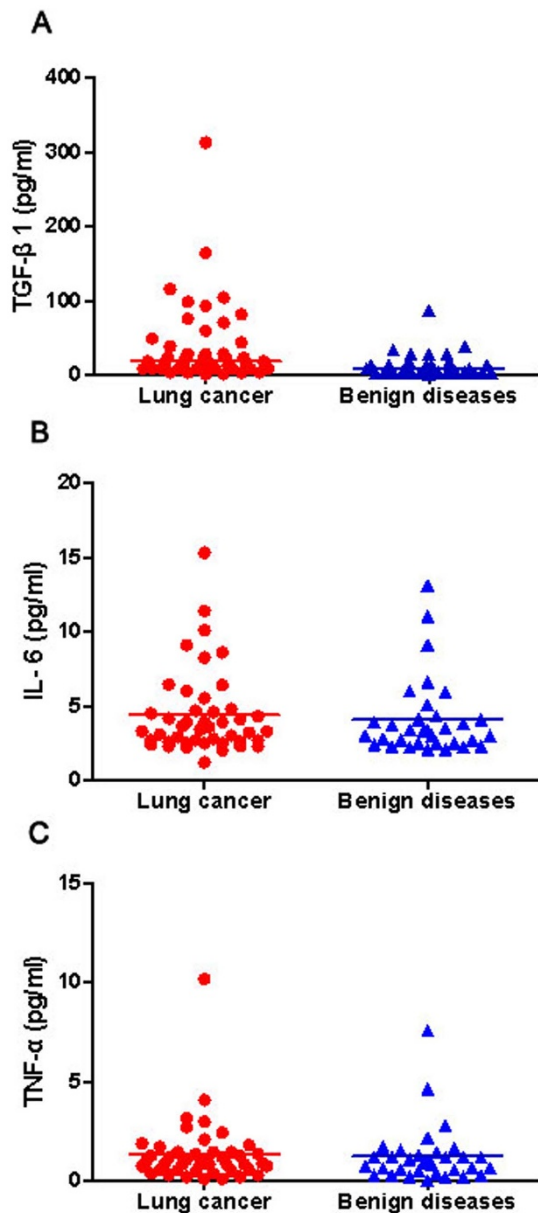 A
400
300
200
100
0
TGF-β 1 (pg/ml)
Lung cancer Benign diseases
B
20
15
10
5
0
IL- 6 (pg/ml)
Lung cancer Benign diseases
C
15
10
5
0
TNF-α (pg/ml)
Lung cancer Benign diseases